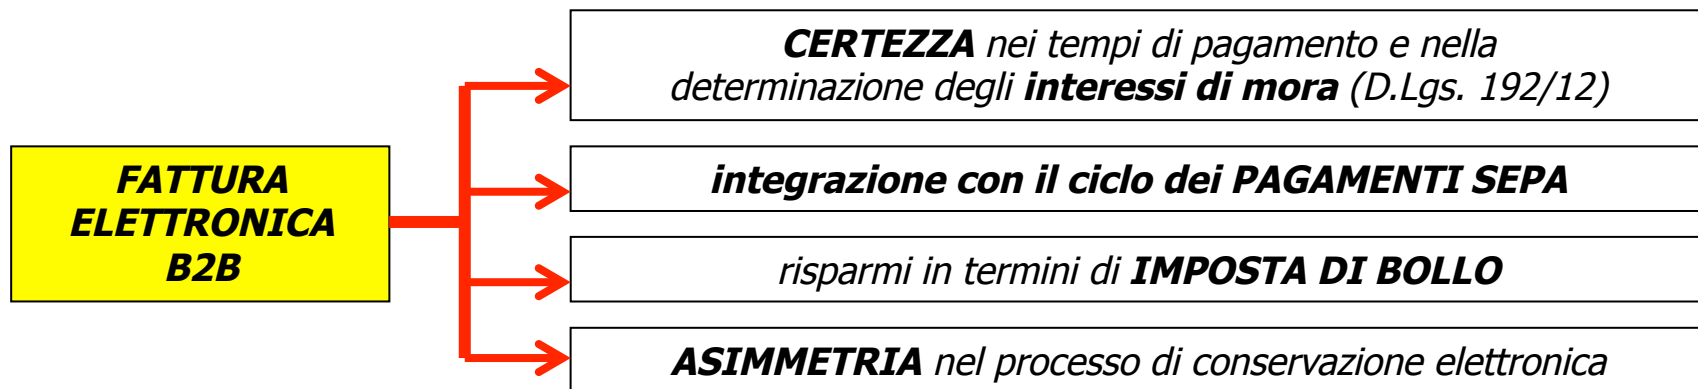 CERTEZZA nei tempi di pagamento e nella
determinazione degli interessi di mora (D.Lgs. 192/12)
FATTURA
ELETTRONICA
B2B
integrazione con il ciclo dei PAGAMENTI SEPA
risparmi in termini di IMPOSTA DI BOLLO
ASIMMETRIA nel processo di conservazione elettronica